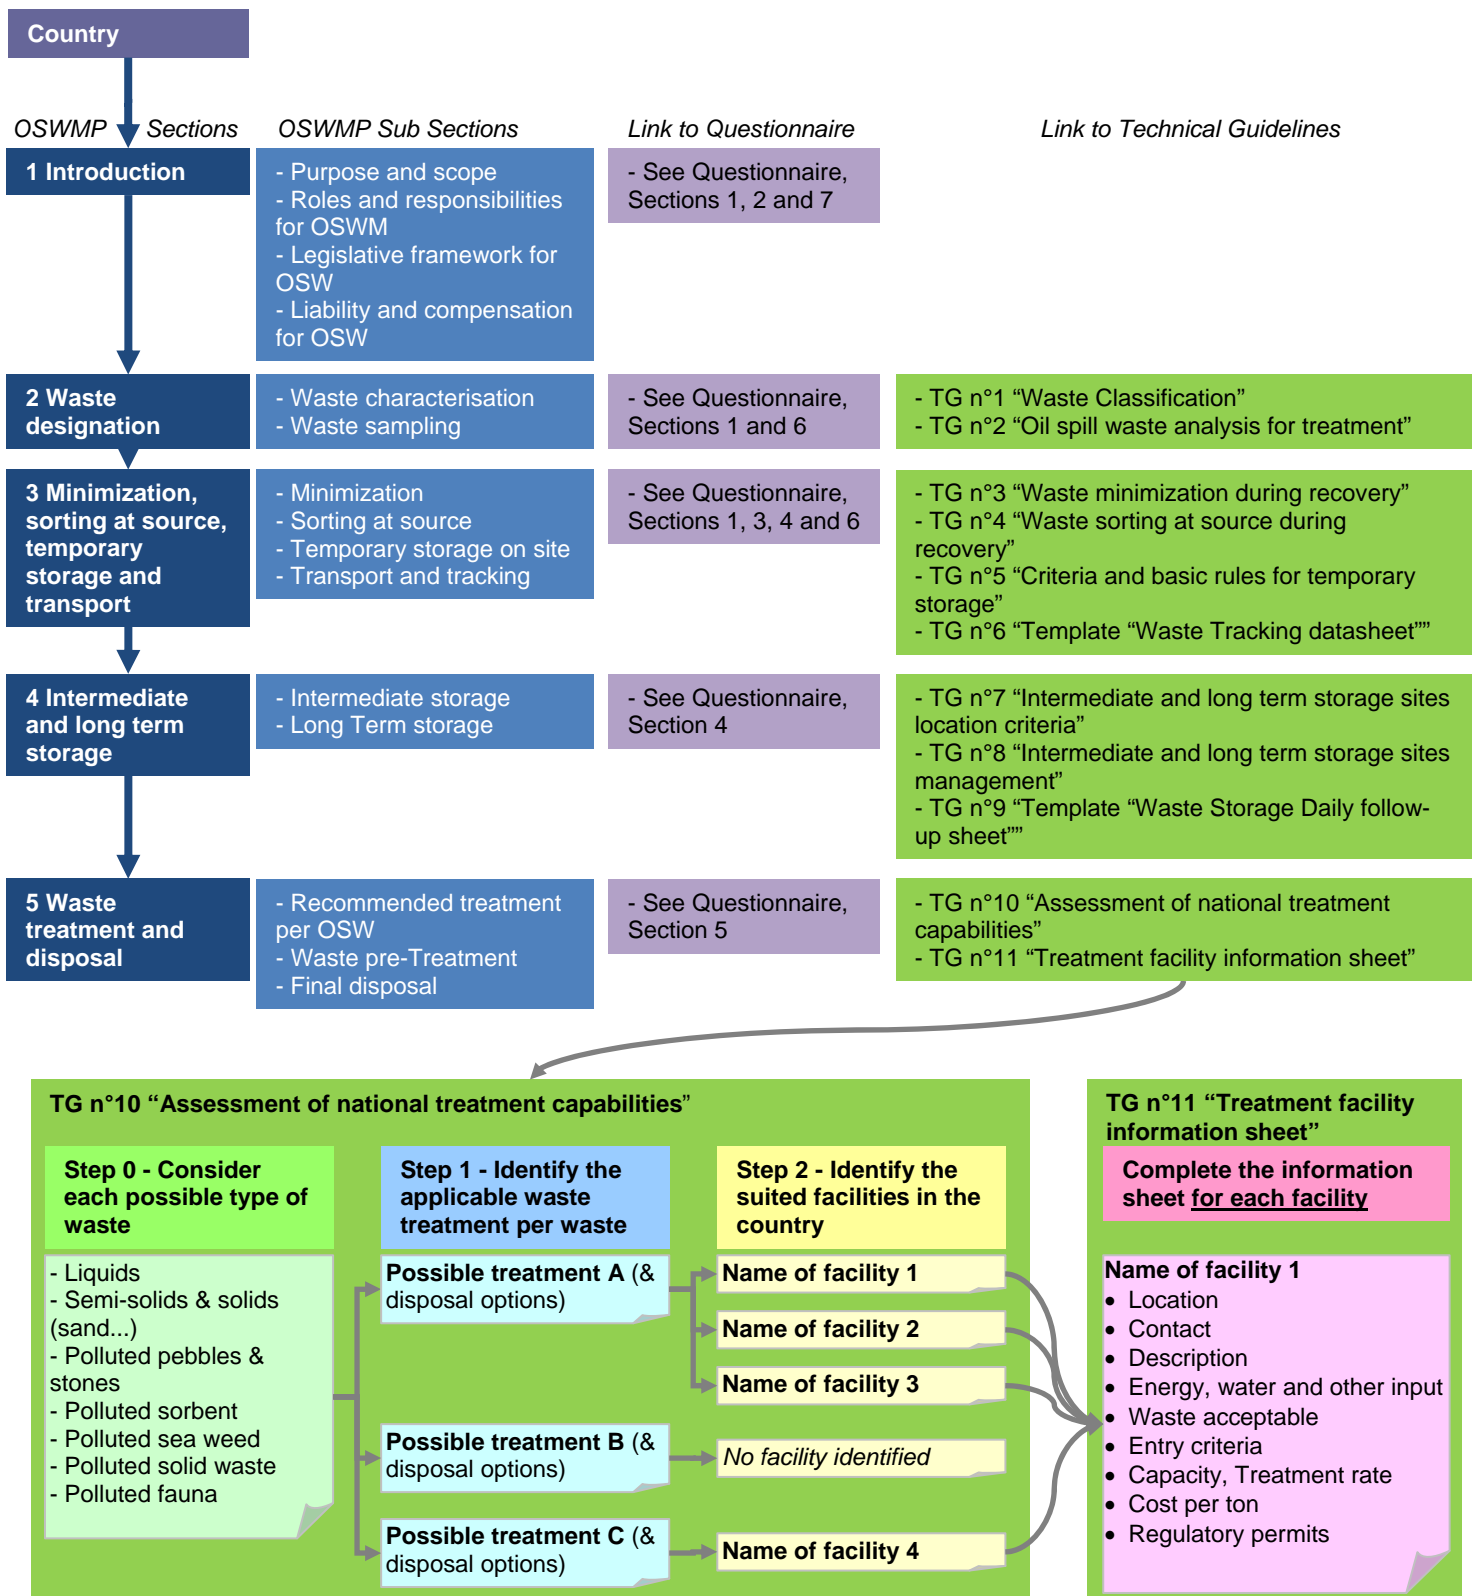 Country
OSWMP Sections
OSWMP Sub Sections
Link to Questionnaire
Link to Technical Guidelines
1 Introduction
- Purpose and scope
- Roles and responsibilities
for OSWM
- Legislative framework for
OSW
- Liability and compensation
for OSW
- See Questionnaire,
Sections 1, 2 and 7
2 Waste
designation
- Waste characterisation
- Waste sampling
- See Questionnaire,
Sections 1 and 6
- TG n°1 “Waste Classification”
- TG n°2 “Oil spill waste analysis for treatment”
3 Minimization,
sorting at source,
temporary
storage and
transport
- Minimization
- Sorting at source
- Temporary storage on site
- Transport and tracking
- See Questionnaire,
Sections 1, 3, 4 and 6
- TG n°3 “Waste minimization during recovery”
- TG n°4 “Waste sorting at source during
recovery”
- TG n°5 “Criteria and basic rules for temporary
storage”
- TG n°6 “Template “Waste Tracking datasheet””
4 Intermediate
and long term
storage
- Intermediate storage
- Long Term storage
- See Questionnaire,
Section 4
- TG n°7 “Intermediate and long term storage sites
location criteria”
- TG n°8 “Intermediate and long term storage sites
management”
- TG n°9 “Template “Waste Storage Daily follow-
up sheet””
5 Waste
treatment and
disposal
- Recommended treatment
per OSW
- Waste pre-Treatment
- Final disposal
- See Questionnaire,
Section 5
- TG n°10 “Assessment of national treatment
capabilities”
- TG n°11 “Treatment facility information sheet”
TG n°10 “Assessment of national treatment capabilities”
Step 0 - Consider
each possible type of
waste
- Liquids
- Semi-solids & solids
(sand...)
- Polluted pebbles &
stones
- Polluted sorbent
- Polluted sea weed
- Polluted solid waste
- Polluted fauna
Step 1 - Identify the
applicable waste
treatment per waste
Possible treatment A (&
disposal options)
Possible treatment B (&
disposal options)
Possible treatment C (&
disposal options)
Step 2 - Identify the
suited facilities in the
country
Name of facility 1
Name of facility 2
Name of facility 3
No facility identified
Name of facility 4
TG n°11 “Treatment facility
information sheet”
Complete the information
sheet for each facility
Name of facility 1
• Location
• Contact
• Description
• Energy, water and other input
• Waste acceptable
• Entry criteria
• Capacity, Treatment rate
• Cost per ton
• Regulatory permits